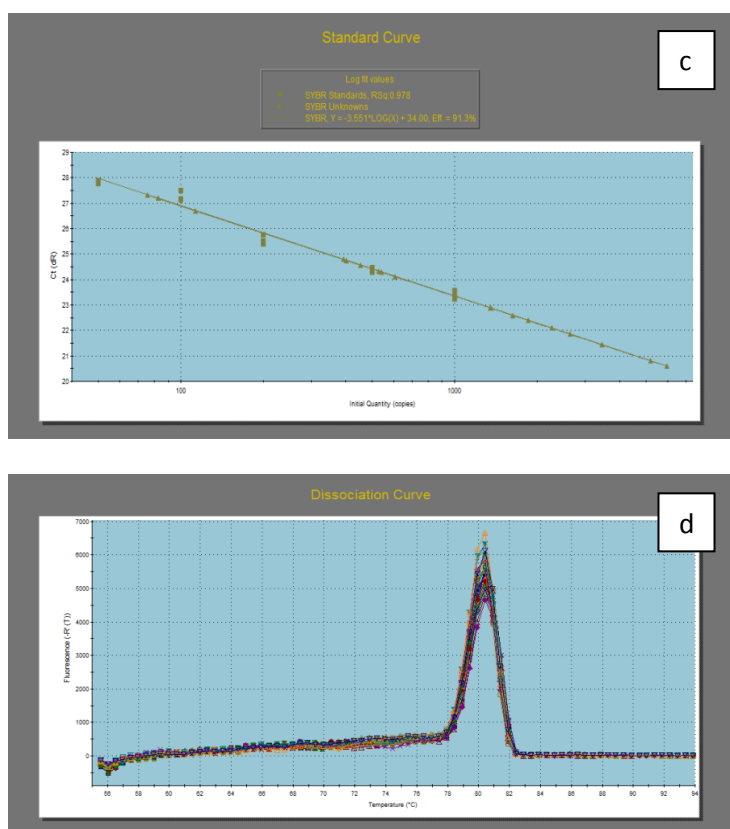 Standard Curve
c
Log fit values
SYBR Standards, RSq:0.978
SYBR Unknowns
SYBR, Y = -3.551*LOG(X) + 34.00, Eff. = 91.3%
29
28
27
26
25
24
23
22
21
20
Ct (dR)
100 1000
Initial Quantity (copies)
Dissociation Curve
d
7000
6000
5000
4000
3000
2000
1000
0
Fluorescence (-R' (T))
56 58 60 62 64 66 68 70 72 74 76 78 80 82 84 86 88 90 92 94
Temperature (°C)